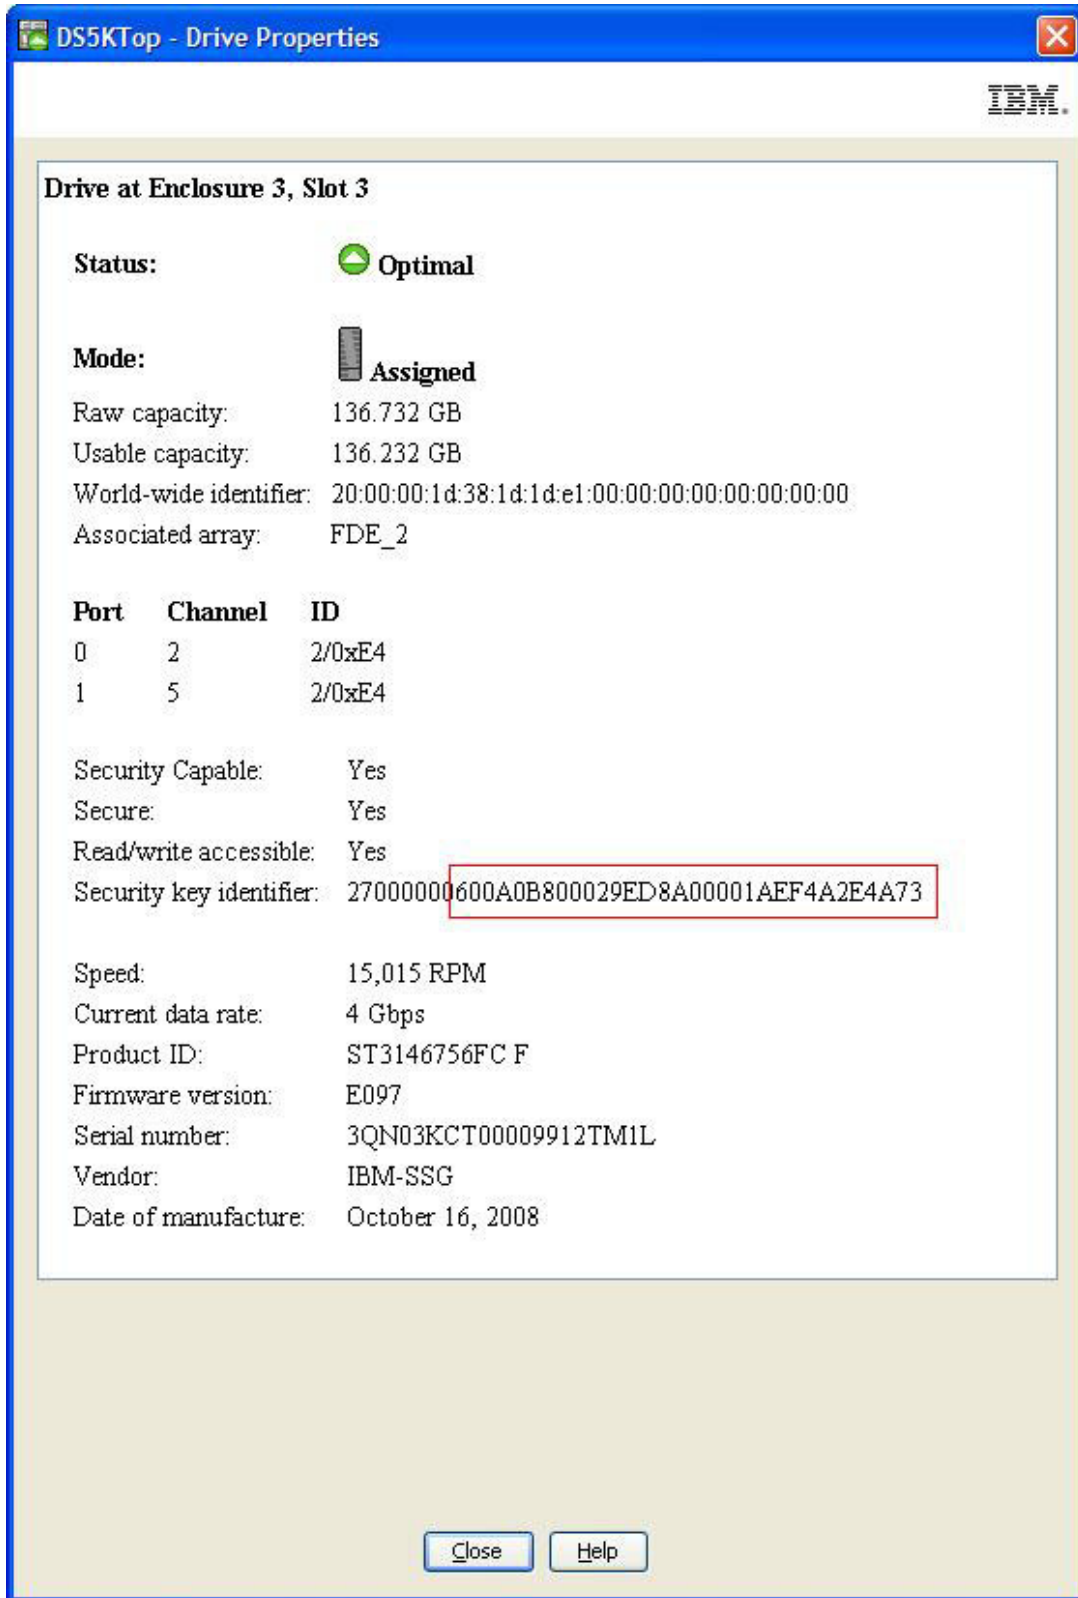 DS5KTop - Drive Properties
IBM.
Drive at Enclosure 3, Slot 3
Status: Optimal
Mode: Assigned
Raw capacity: 136.732 GB
Usable capacity: 136.232 GB
World-wide identifier: 20:00:00:1d:38:1d:1d:e1:00:00:00:00:00:00:00:00
Associated array: FDE_2
Port Channel ID
0 2 2/0xE4
1 5 2/0xE4
Security Capable: Yes
Secure: Yes
Read/write accessible: Yes
Security key identifier: 27000000600A0B800029ED8A00001AEF4A2E4A73
Speed: 15,015 RPM
Current data rate: 4 Gbps
Product ID: ST3146756FC F
Firmware version: E097
Serial number: 3QN03KCT00009912TM1L
Vendor: IBM-SSG
Date of manufacture: October 16, 2008
Close Help